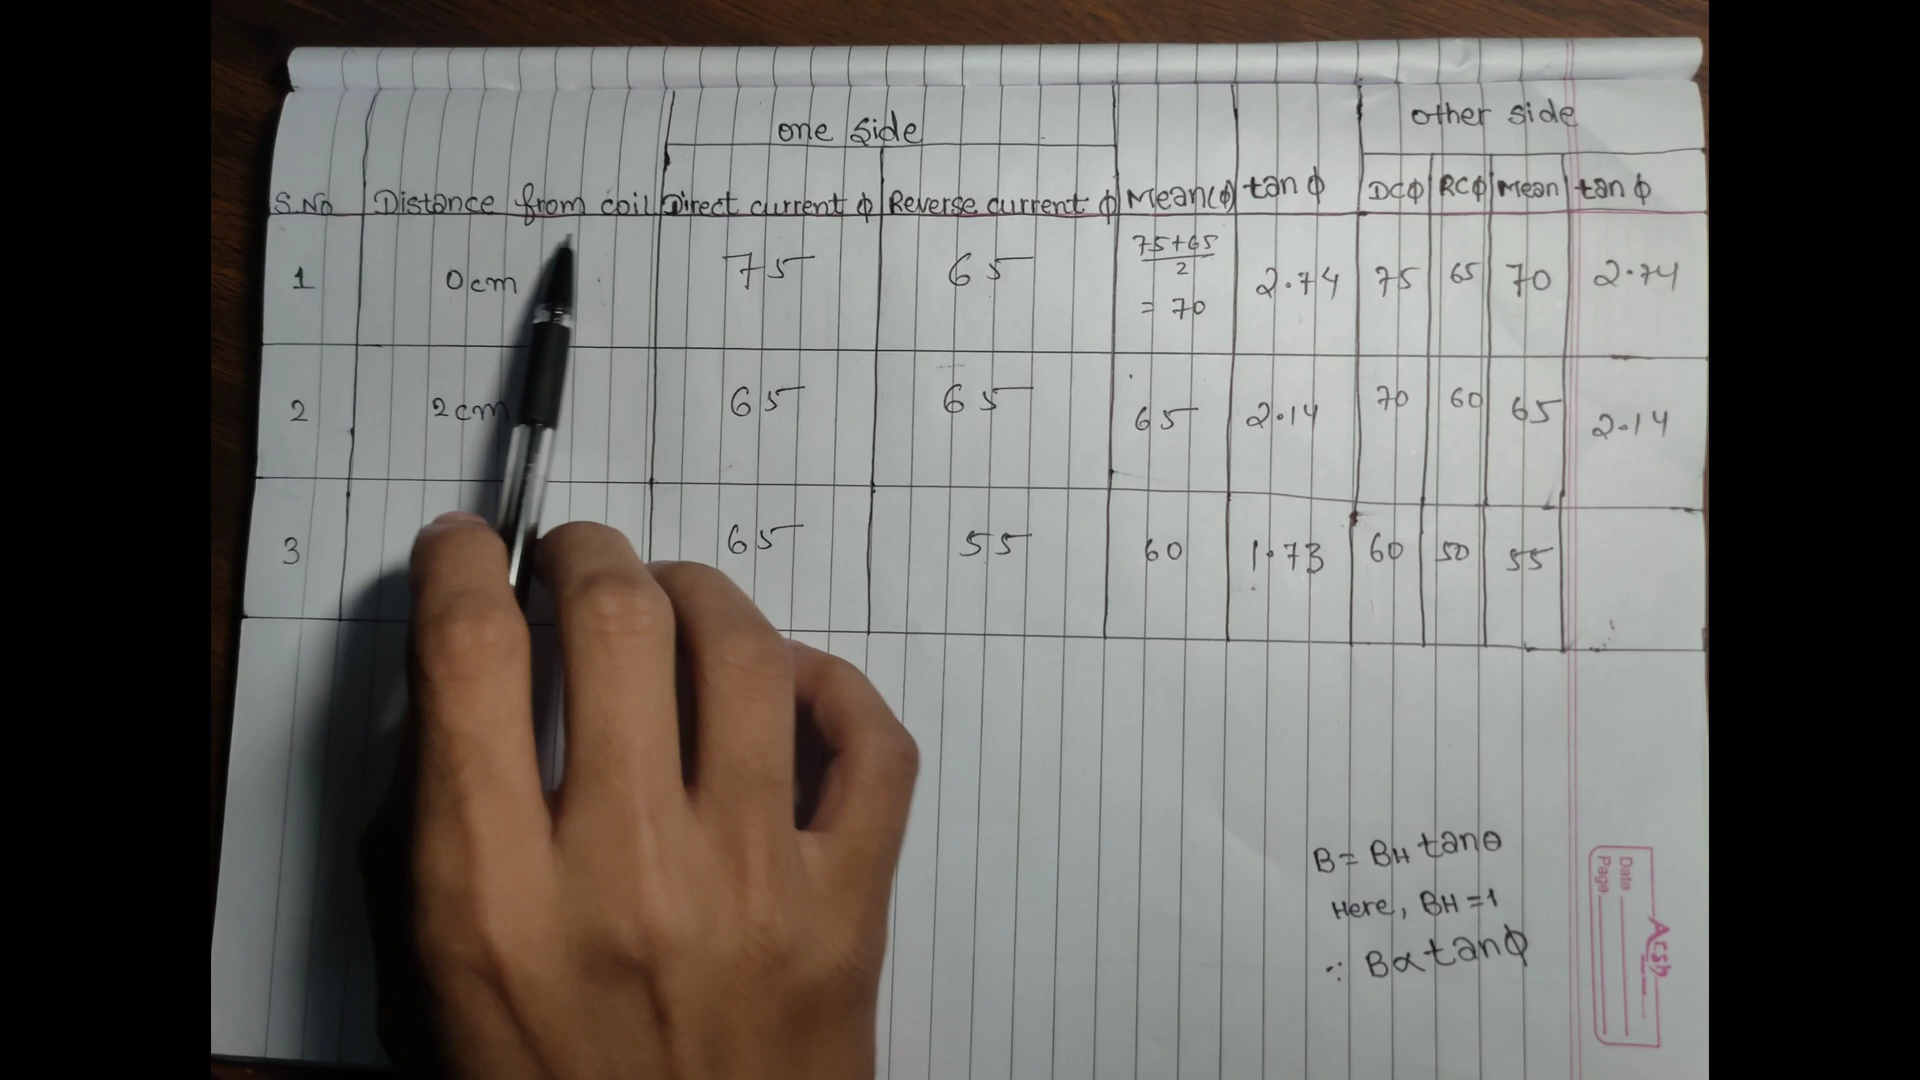 one side
other side
S.No Distance from coil Direct current ϕ Reverse current ϕ Mean(ϕ) tan ϕ DCϕ RCϕ Mean tan ϕ
1 0cm 75 65 75+65/2 = 70 2.74 75 65 70 2.74
2 2cm 65 65 65 2.14 70 60 65 2.14
3 65 55 60 1.73 60 50 55
B = BH tanθ
Here, BH = 1
∵ B α tanϕ
Date
Page
Arsh